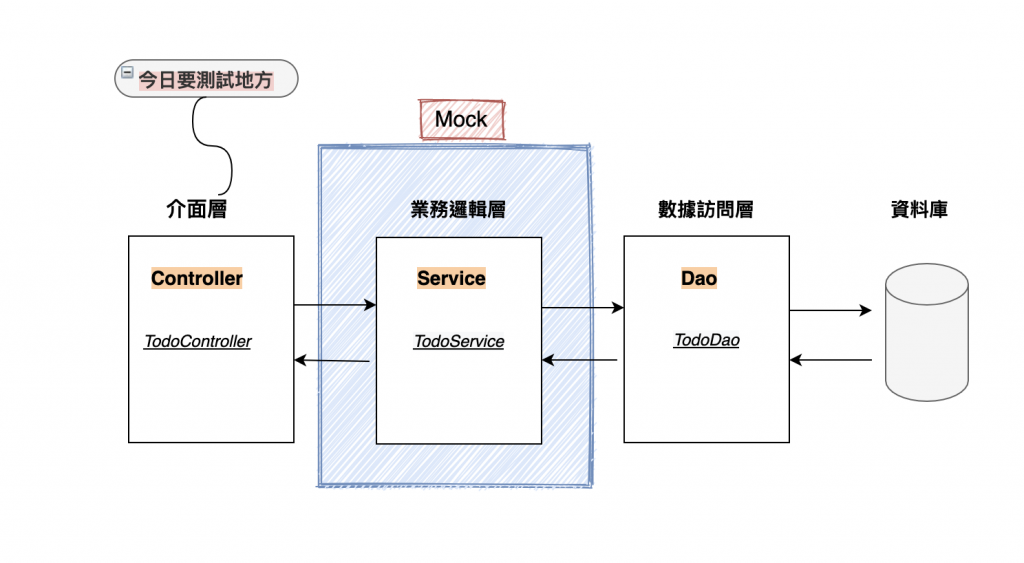 今日要測試地方
Mock
介面層
業務邏輯層
數據訪問層
資料庫
Controller
Service
Dao
TodoController
TodoService
TodoDao